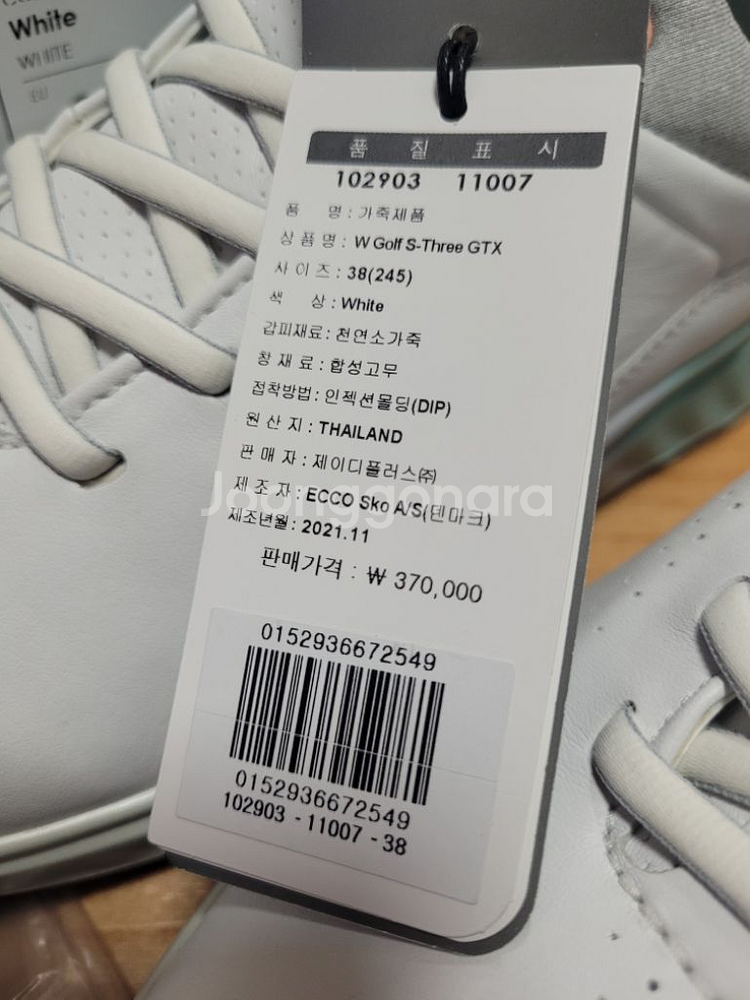 White
WHITE
EU
품 질 표 시
102903 11007
품 명 : 가죽제품
상 품 명 : W Golf S-Three GTX
사 이 즈 : 38(245)
색 상 : White
갑피재료 : 천연소가죽
창 재 료 : 합성고무
접착방법 : 인젝션몰딩(DIP)
원 산 지 : THAILAND
판 매 자 : 제이디플러스㈜
제 조 자 : ECCO Sko A/S(덴마크)
Joonggonara
제조년월 : 2021.11
판매가격 : ₩ 370,000
0152936672549
0152936672549
102903 - 11007 - 38